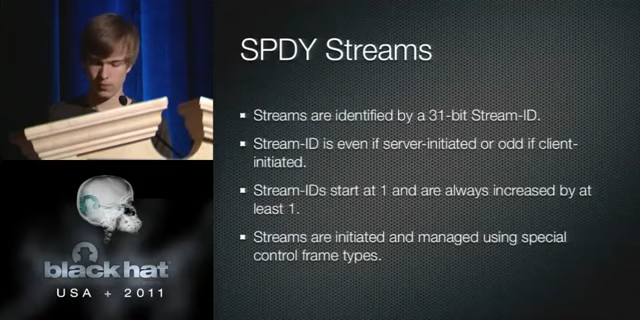 SPDY Streams
Streams are identified by a 31-bit Stream-ID.
Stream-ID is even if server-initiated or odd if client-
initiated.
Stream-IDs start at 1 and are always increased by at
least 1.
Streams are initiated and managed using special
control frame types.
black hat
USA + 2011